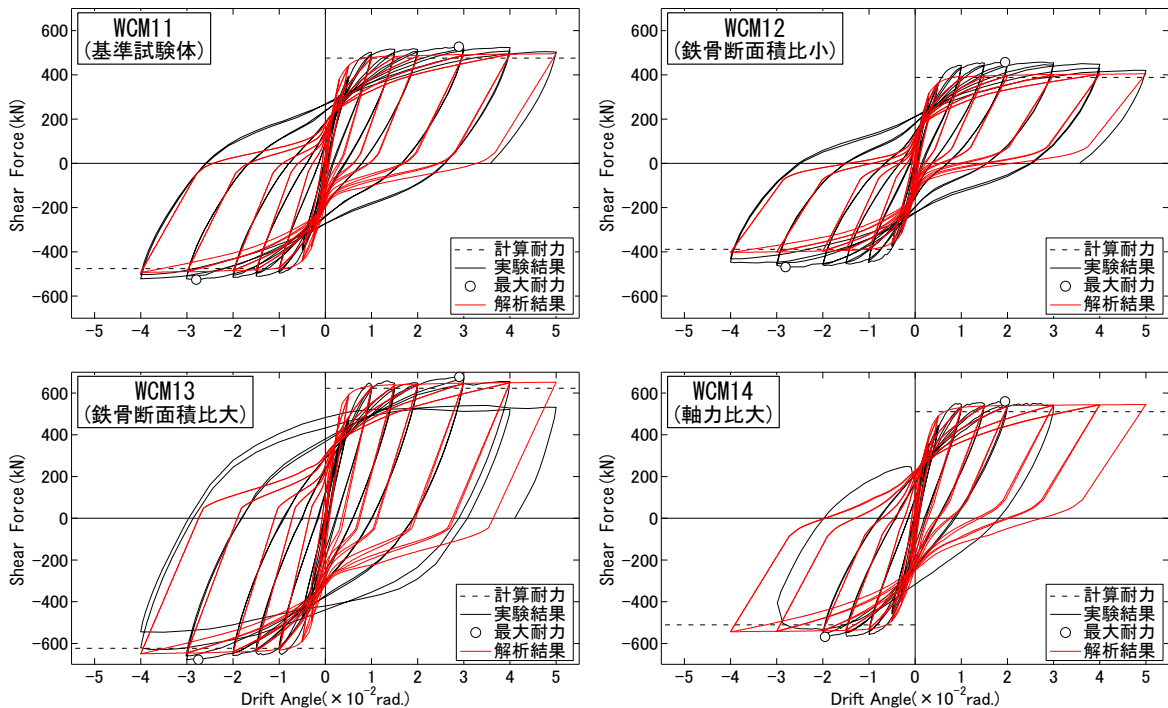 WCM11
(基準試験体)
600
400
200
0
-200
-400
-600
Shear Force(kN)
計算耐力
実験結果
最大耐力
解析結果
-5 -4 -3 -2 -1 0 1 2 3 4 5
WCM12
(鉄骨断面積比小)
600
400
200
0
-200
-400
-600
Shear Force(kN)
計算耐力
実験結果
最大耐力
解析結果
-5 -4 -3 -2 -1 0 1 2 3 4 5
WCM13
(鉄骨断面積比大)
600
400
200
0
-200
-400
-600
Shear Force(kN)
計算耐力
実験結果
最大耐力
解析結果
-5 -4 -3 -2 -1 0 1 2 3 4 5
Drift Angle(×10⁻²rad.)
WCM14
(軸力比大)
600
400
200
0
-200
-400
-600
Shear Force(kN)
計算耐力
実験結果
最大耐力
解析結果
-5 -4 -3 -2 -1 0 1 2 3 4 5
Drift Angle(×10⁻²rad.)